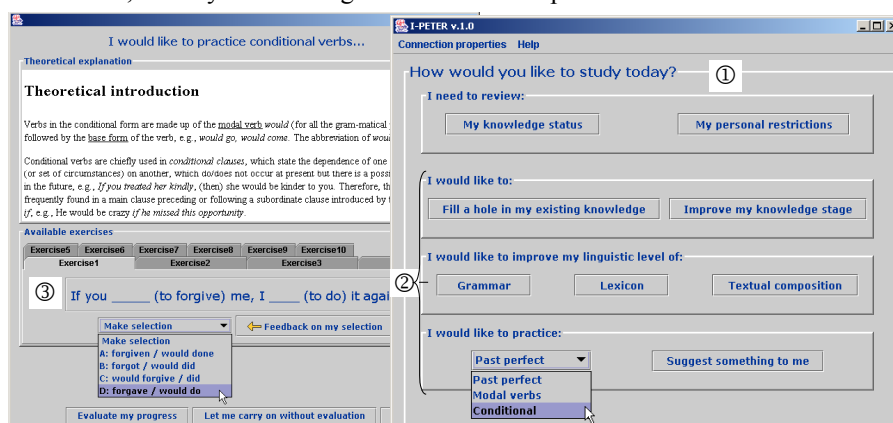 I would like to practice conditional verbs...
Theoretical explanation
Theoretical introduction
Verbs in the conditional form are made up of the modal verb would (for all the gram-matical
followed by the base form of the verb, e.g., would go, would come. The abbreviation of
Conditional verbs are chiefly used in conditional clauses, which state the dependence of one
(or set of circumstances) on another, which do/does not occur at present but there is a
in the future, e.g., If you treated her kindly, (then) she would be kinder to you. Therefore,
frequently found in a main clause preceding or following a subordinate clause introduced by
if, e.g., He would be crazy if he missed this opportunity.
Available exercises
Exercise5 Exercise6 Exercise7 Exercise8 Exercise9 Exercise10
Exercise1 Exercise2 Exercise3
③ If you _____ (to forgive) me, I ____ (to do) it
Make selection Feedback on my selection
Make selection
A: forgiven / would done
B: forgot / would did
C: would forgive / did
D: forgave / would do
Evaluate my progress Let me carry on without evaluation
I-PETER v.1.0
Connection properties Help
How would you like to study today? ①
I need to review:
My knowledge status My personal restrictions
②
I would like to:
Fill a hole in my existing knowledge Improve my knowledge stage
I would like to improve my linguistic level of:
Grammar Lexicon Textual composition
I would like to practice:
Past perfect Suggest something to me
Past perfect
Modal verbs
Conditional